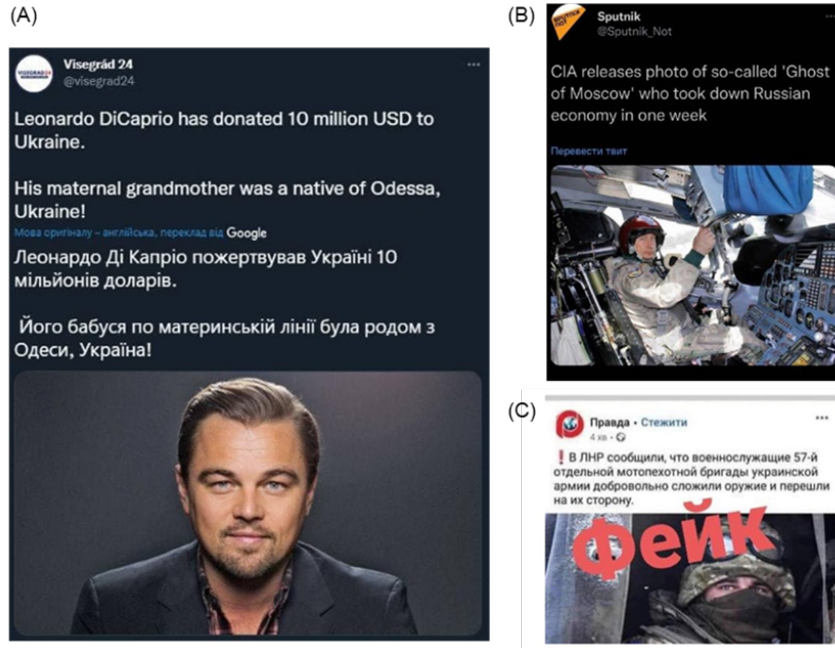 (A)
VISEGRAD24
Visegrád 24
@visegrad24
Leonardo DiCaprio has donated 10 million USD to
Ukraine.
His maternal grandmother was a native of Odessa,
Ukraine!
Мова оригіналу – англійська, переклад від Google
Леонардо Ді Капріо пожертвував Україні 10
мільйонів доларів.
Його бабуся по материнській лінії була родом з
Одеси, Україна!
(B)
SPUTNIK
NOT
Sputnik
@Sputnik_Not
CIA releases photo of so-called 'Ghost
of Moscow' who took down Russian
economy in one week
Перевести твит
(C)
Правда • Стежити
4 хв •
В ЛНР сообщили, что военнослужащие 57-й
отдельной мотопехотной бригады украинской
армии добровольно сложили оружие и перешли
на их сторону.
Фейк